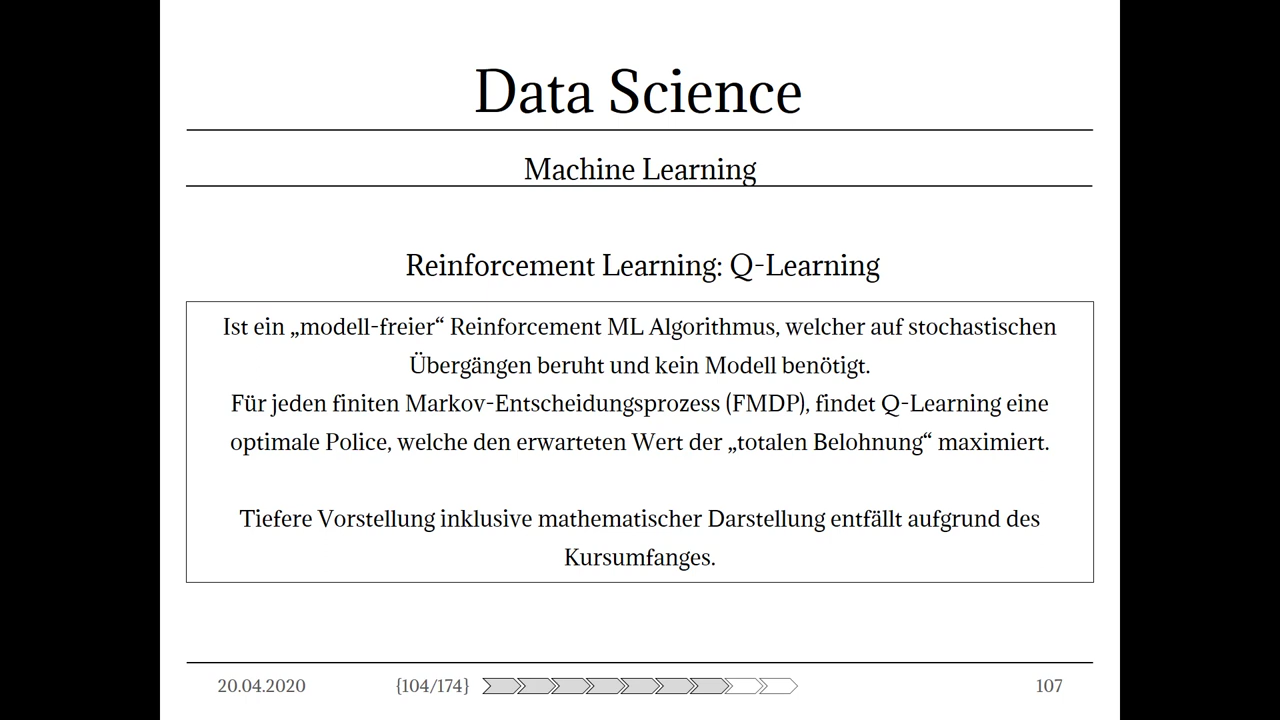 Data Science
Machine Learning
Reinforcement Learning: Q-Learning
Ist ein „modell-freier“ Reinforcement ML Algorithmus, welcher auf stochastischen
Übergängen beruht und kein Modell benötigt.
Für jeden finiten Markov-Entscheidungsprozess (FMDP), findet Q-Learning eine
optimale Police, welche den erwarteten Wert der „totalen Belohnung“ maximiert.
Tiefere Vorstellung inklusive mathematischer Darstellung entfällt aufgrund des
Kursumfanges.
20.04.2020 {104/174} 107